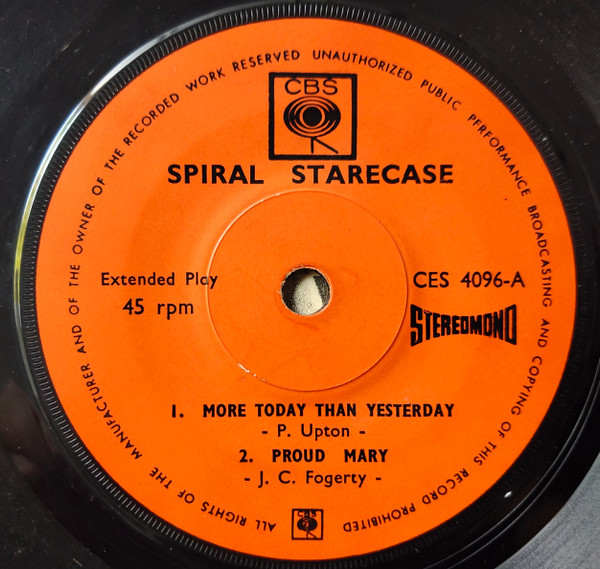 ALL RIGHTS OF THE MANUFACTURER AND OF THE OWNER OF THE RECORDED WORK RESERVED UNAUTHORIZED PUBLIC PERFORMANCE BROADCASTING AND COPYING OF THIS RECORD PROHIBITED
CBS
SPIRAL STARECASE
Extended Play
45 rpm
CES 4096-A
STEREOMONO
1. MORE TODAY THAN YESTERDAY
- P. Upton -
2. PROUD MARY
- J. C. Fogerty -
CBS